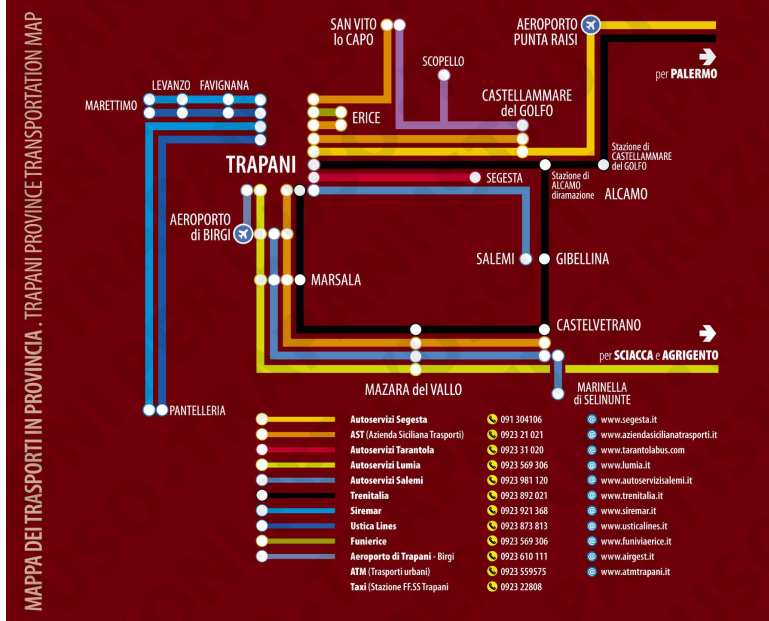 MAPPA DEI TRASPORTI IN PROVINCIA . TRAPANI PROVINCE TRANSPORTATION MAP
SAN VITO
lo CAPO
AEROPORTO
PUNTA RAISI
SCOPELLO
per PALERMO
LEVANZO
FAVIGNANA
MARETTIMO
CASTELLAMMARE
del GOLFO
ERICE
Stazione di
CASTELLAMMARE
del GOLFO
TRAPANI
SEGESTA
Stazione di
ALCAMO
diramazione
ALCAMO
AEROPORTO
di BIRGI
SALEMI
GIBELLINA
MARSALA
CASTELVETRANO
per SCIACCA e AGRIGENTO
MAZARA del VALLO
MARINELLA
di SELINUNTE
PANTELLERIA
Autoservizi Segesta 091 304106 @ www.segesta.it
AST (Azienda Siciliana Trasporti) 0923 21 021 @ www.aziendasicilianatrasporti.it
Autoservizi Tarantola 0923 31 020 @ www.tarantolabus.com
Autoservizi Lumia 0923 569 306 @ www.lumia.it
Autoservizi Salemi 0923 981 120 @ www.autoservizisalemi.it
Trenitalia 0923 892 021 @ www.trenitalia.it
Siremar 0923 921 368 @ www.siremar.it
Ustica Lines 0923 873 813 @ www.usticalines.it
Funierice 0923 569 306 @ www.funiviaerice.it
Aeroporto di Trapani - Birgi 0923 610 111 @ www.airgest.it
ATM (Trasporti urbani) 0923 559575 @ www.atmtrapani.it
Taxi (Stazione FF.SS Trapani 0923 22808